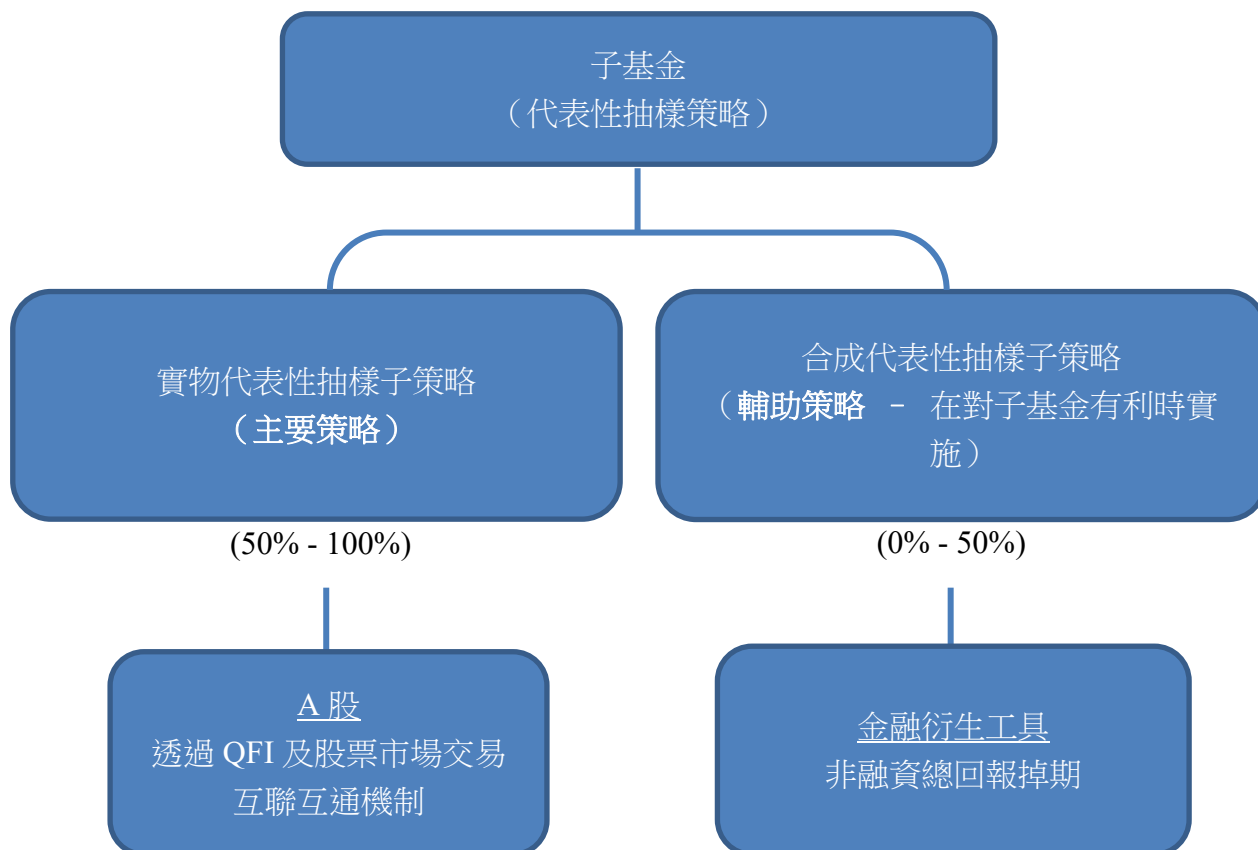 子基金
（代表性抽樣策略）
實物代表性抽樣子策略
（主要策略）
合成代表性抽樣子策略
（輔助策略 - 在對子基金有利時實
施）
(50% - 100%)
(0% - 50%)
A 股
透過 QFI 及股票市場交易
互聯互通機制
金融衍生工具
非融資總回報掉期